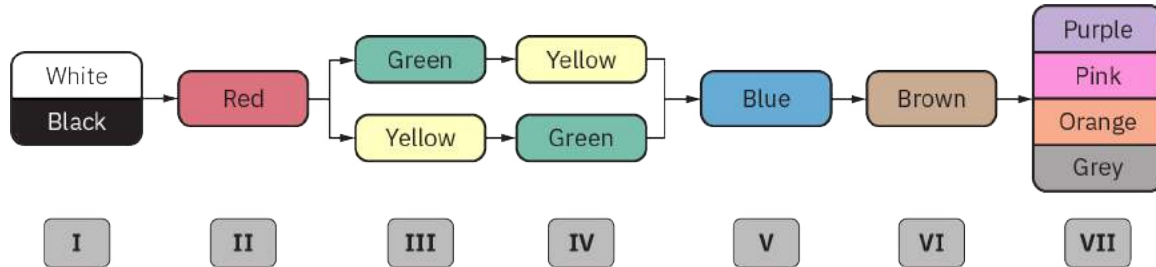 White
Black
Red
Green
Yellow
Yellow
Green
Blue
Brown
Purple
Pink
Orange
Grey
I
II
III
IV
V
VI
VII